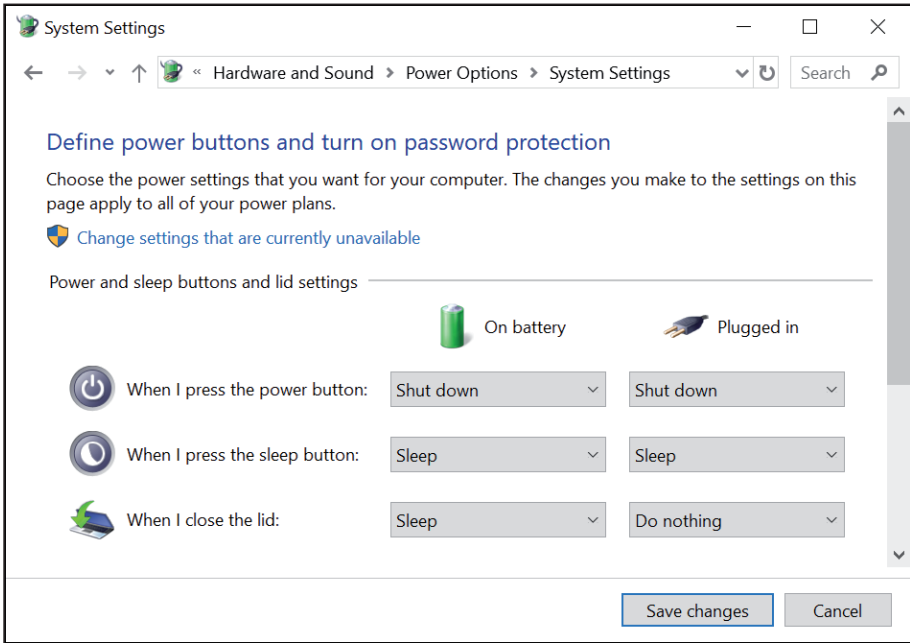 System Settings
« Hardware and Sound > Power Options > System Settings Search
Define power buttons and turn on password protection
Choose the power settings that you want for your computer. The changes you make to the settings on this
page apply to all of your power plans.
Change settings that are currently unavailable
Power and sleep buttons and lid settings
On battery Plugged in
When I press the power button: Shut down Shut down
When I press the sleep button: Sleep Sleep
When I close the lid: Sleep Do nothing
Save changes Cancel